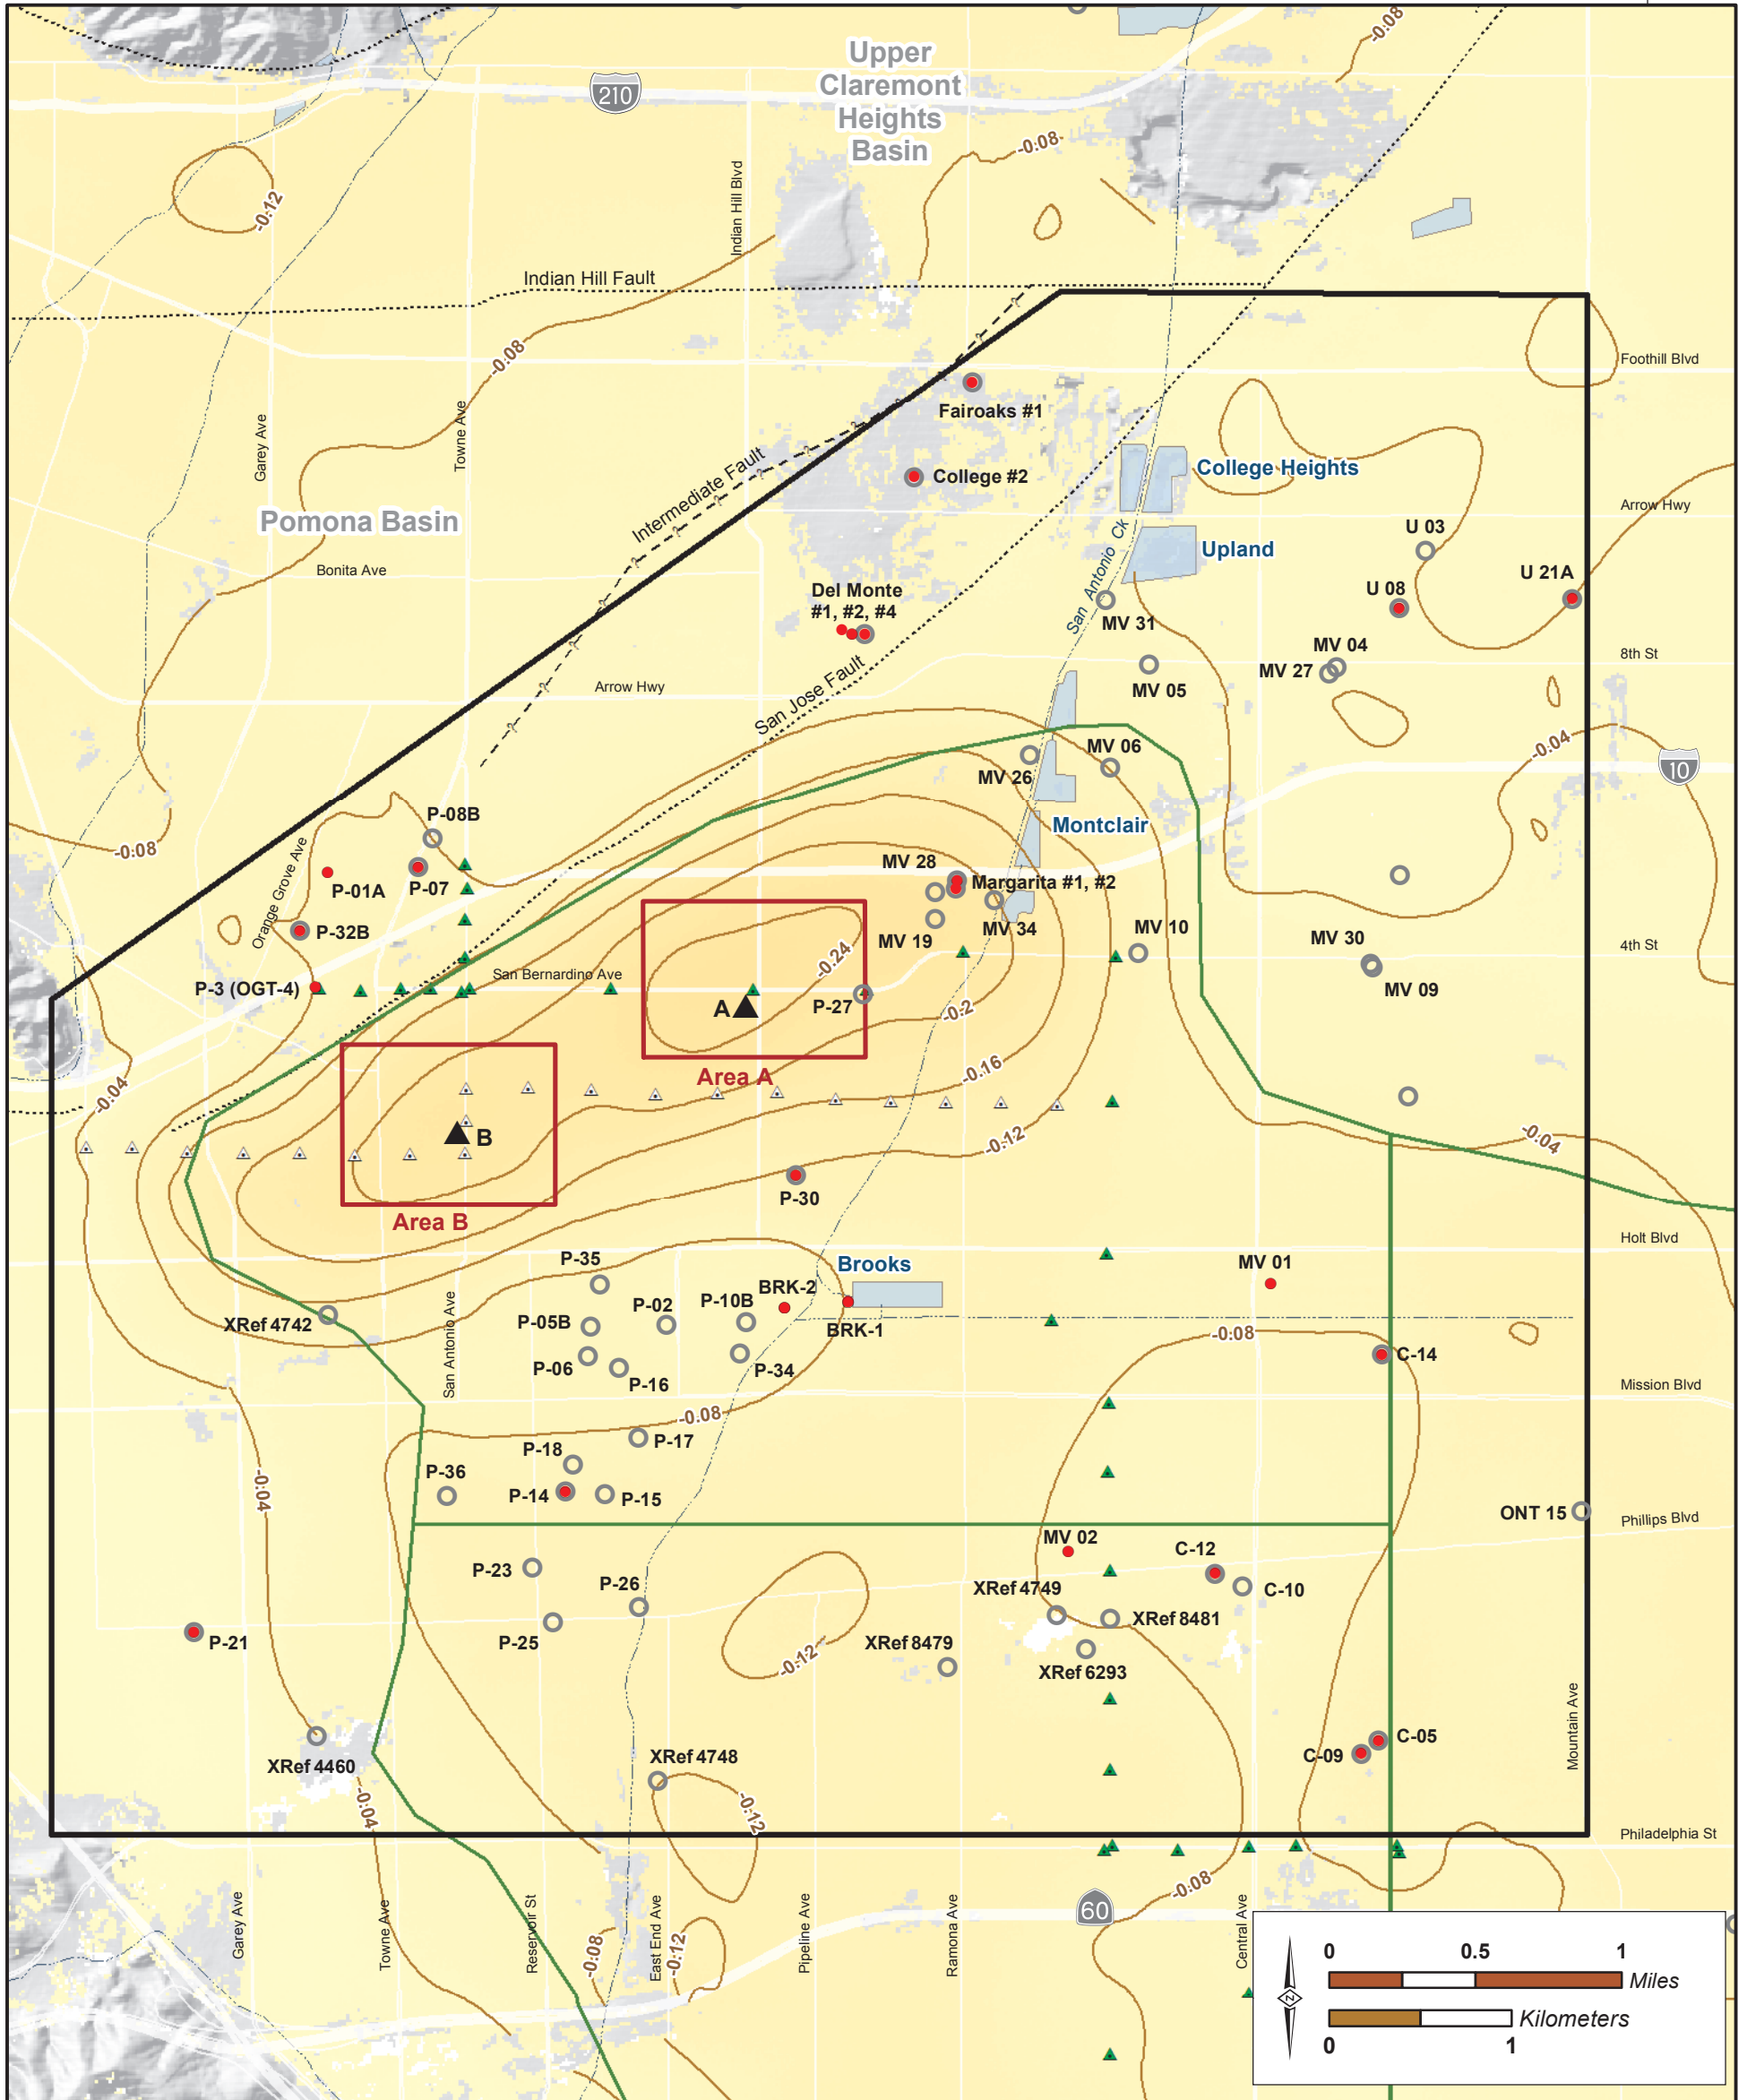 -0.08
Upper
Claremont
Heights
Basin
210
-0.08
-0.12
Indian Hill Blvd
Indian Hill Fault
-0.08
Foothill Blvd
Fairoaks #1
Garey Ave
Towne Ave
Intermediate Fault
College #2
College Heights
Pomona Basin
Arrow Hwy
U 03
Upland
San Antonio Ck
Bonita Ave
U 21A
Del Monte
#1, #2, #4
U 08
MV 31
MV 04
8th St
MV 27
MV 05
San Jose Fault
Arrow Hwy
-0.04
MV 06
10
MV 26
P-08B
Montclair
-0.08
Orange Grove Ave
MV 28
Margarita #1, #2
P-01A
P-07
P-32B
MV 34
MV 19
MV 10
MV 30
4th St
-0.24
San Bernardino Ave
P-3 (OGT-4)
MV 09
A
P-27
-0.2
Area A
-0.16
-0.04
B
-0.12
-0.04
P-30
Area B
Holt Blvd
P-35
Brooks
MV 01
BRK-2
San Antonio Ave
P-02
P-10B
XRef 4742
P-05B
BRK-1
-0.08
C-14
P-06
P-34
P-16
Mission Blvd
-0.08
P-17
P-18
P-36
-0.04
P-14
P-15
ONT 15
Phillips Blvd
MV 02
C-12
P-23
P-26
XRef 4749
C-10
XRef 8481
P-21
P-25
XRef 8479
-0.12
XRef 6293
Mountain Ave
C-05
XRef 4748
C-09
XRef 4460
-0.04
-0.12
Philadelphia St
-0.08
60
Garey Ave
Towne Ave
Reservoir St
-0.08
East End Ave
-0.12
Pipeline Ave
Ramona Ave
Central Ave
0 0.5 1
Miles
Z
Kilometers
0 1